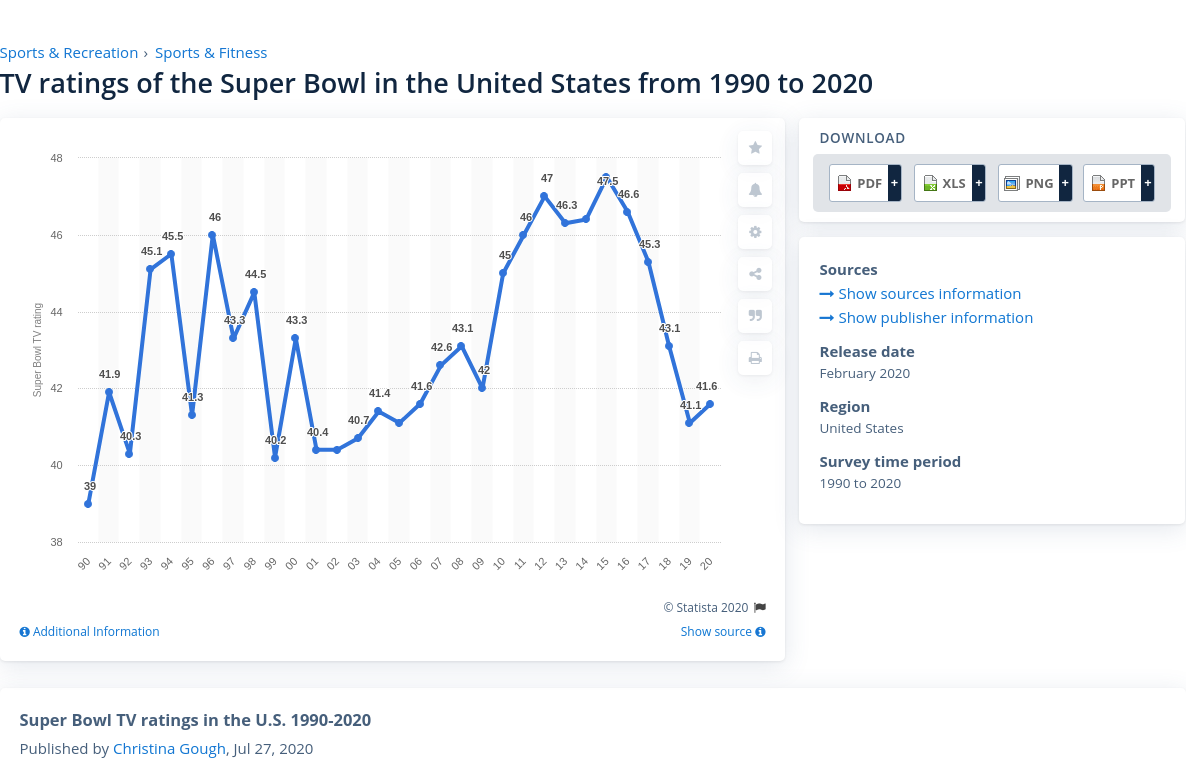 Sports & Recreation › Sports & Fitness
TV ratings of the Super Bowl in the United States from 1990 to 2020
48
46
44
42
40
38
Super Bowl TV rating
39
41.9
40.3
45.1
45.5
41.3
46
43.3
44.5
40.2
43.3
40.4
40.7
41.4
41.6
42.6
43.1
42
45
46
47
46.3
47.5
46.6
45.3
43.1
41.1
41.6
90 91 92 93 94 95 96 97 98 99 00 01 02 03 04 05 06 07 08 09 10 11 12 13 14 15 16 17 18 19 20
© Statista 2020
Additional Information
Show source
DOWNLOAD
PDF + XLS + PNG + PPT +
Sources
Show sources information
Show publisher information
Release date
February 2020
Region
United States
Survey time period
1990 to 2020
Super Bowl TV ratings in the U.S. 1990-2020
Published by Christina Gough, Jul 27, 2020